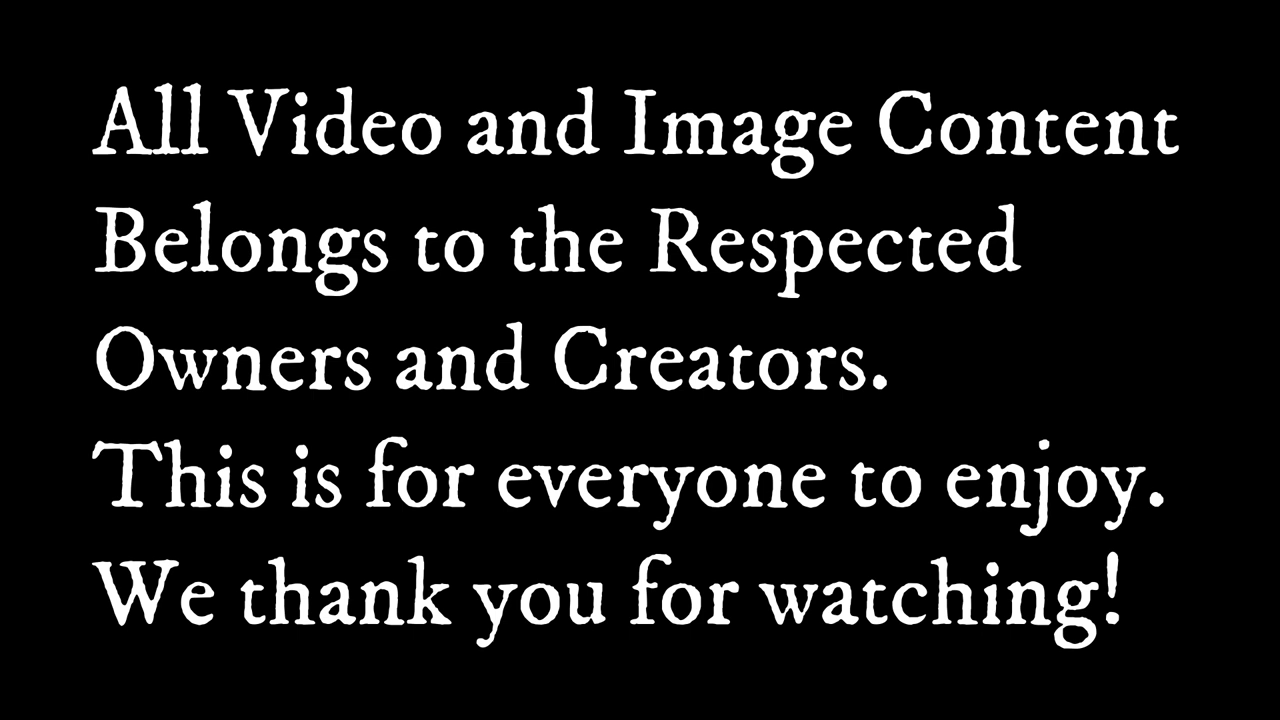 All Video and Image Content
Belongs to the Respected
Owners and Creators.
This is for everyone to enjoy.
We thank you for watching!